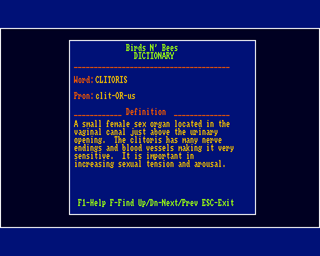 Birds N' Bees
DICTIONARY
Word: CLITORIS
Pron: clit-OR-us
Definition
A small female sex organ located in the
vaginal canal just above the urinary
opening. The clitoris has many nerve
endings and blood vessels making it very
sensitive. It is important in
increasing sexual tension and arousal.
F1-Help F-Find Up/Dn-Next/Prev ESC-Exit